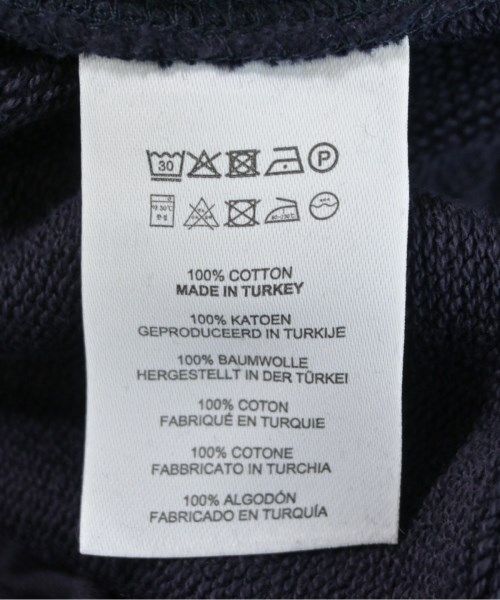 30
P
100% COTTON
MADE IN TURKEY
100% KATOEN
GEPRODUCEERD IN TURKIJE
100% BAUMWOLLE
HERGESTELLT IN DER TÜRKEI
100% COTON
FABRIQUÉ EN TURQUIE
100% COTONE
FABBRICATO IN TURCHIA
100% ALGODÓN
FABRICADO EN TURQUÍA